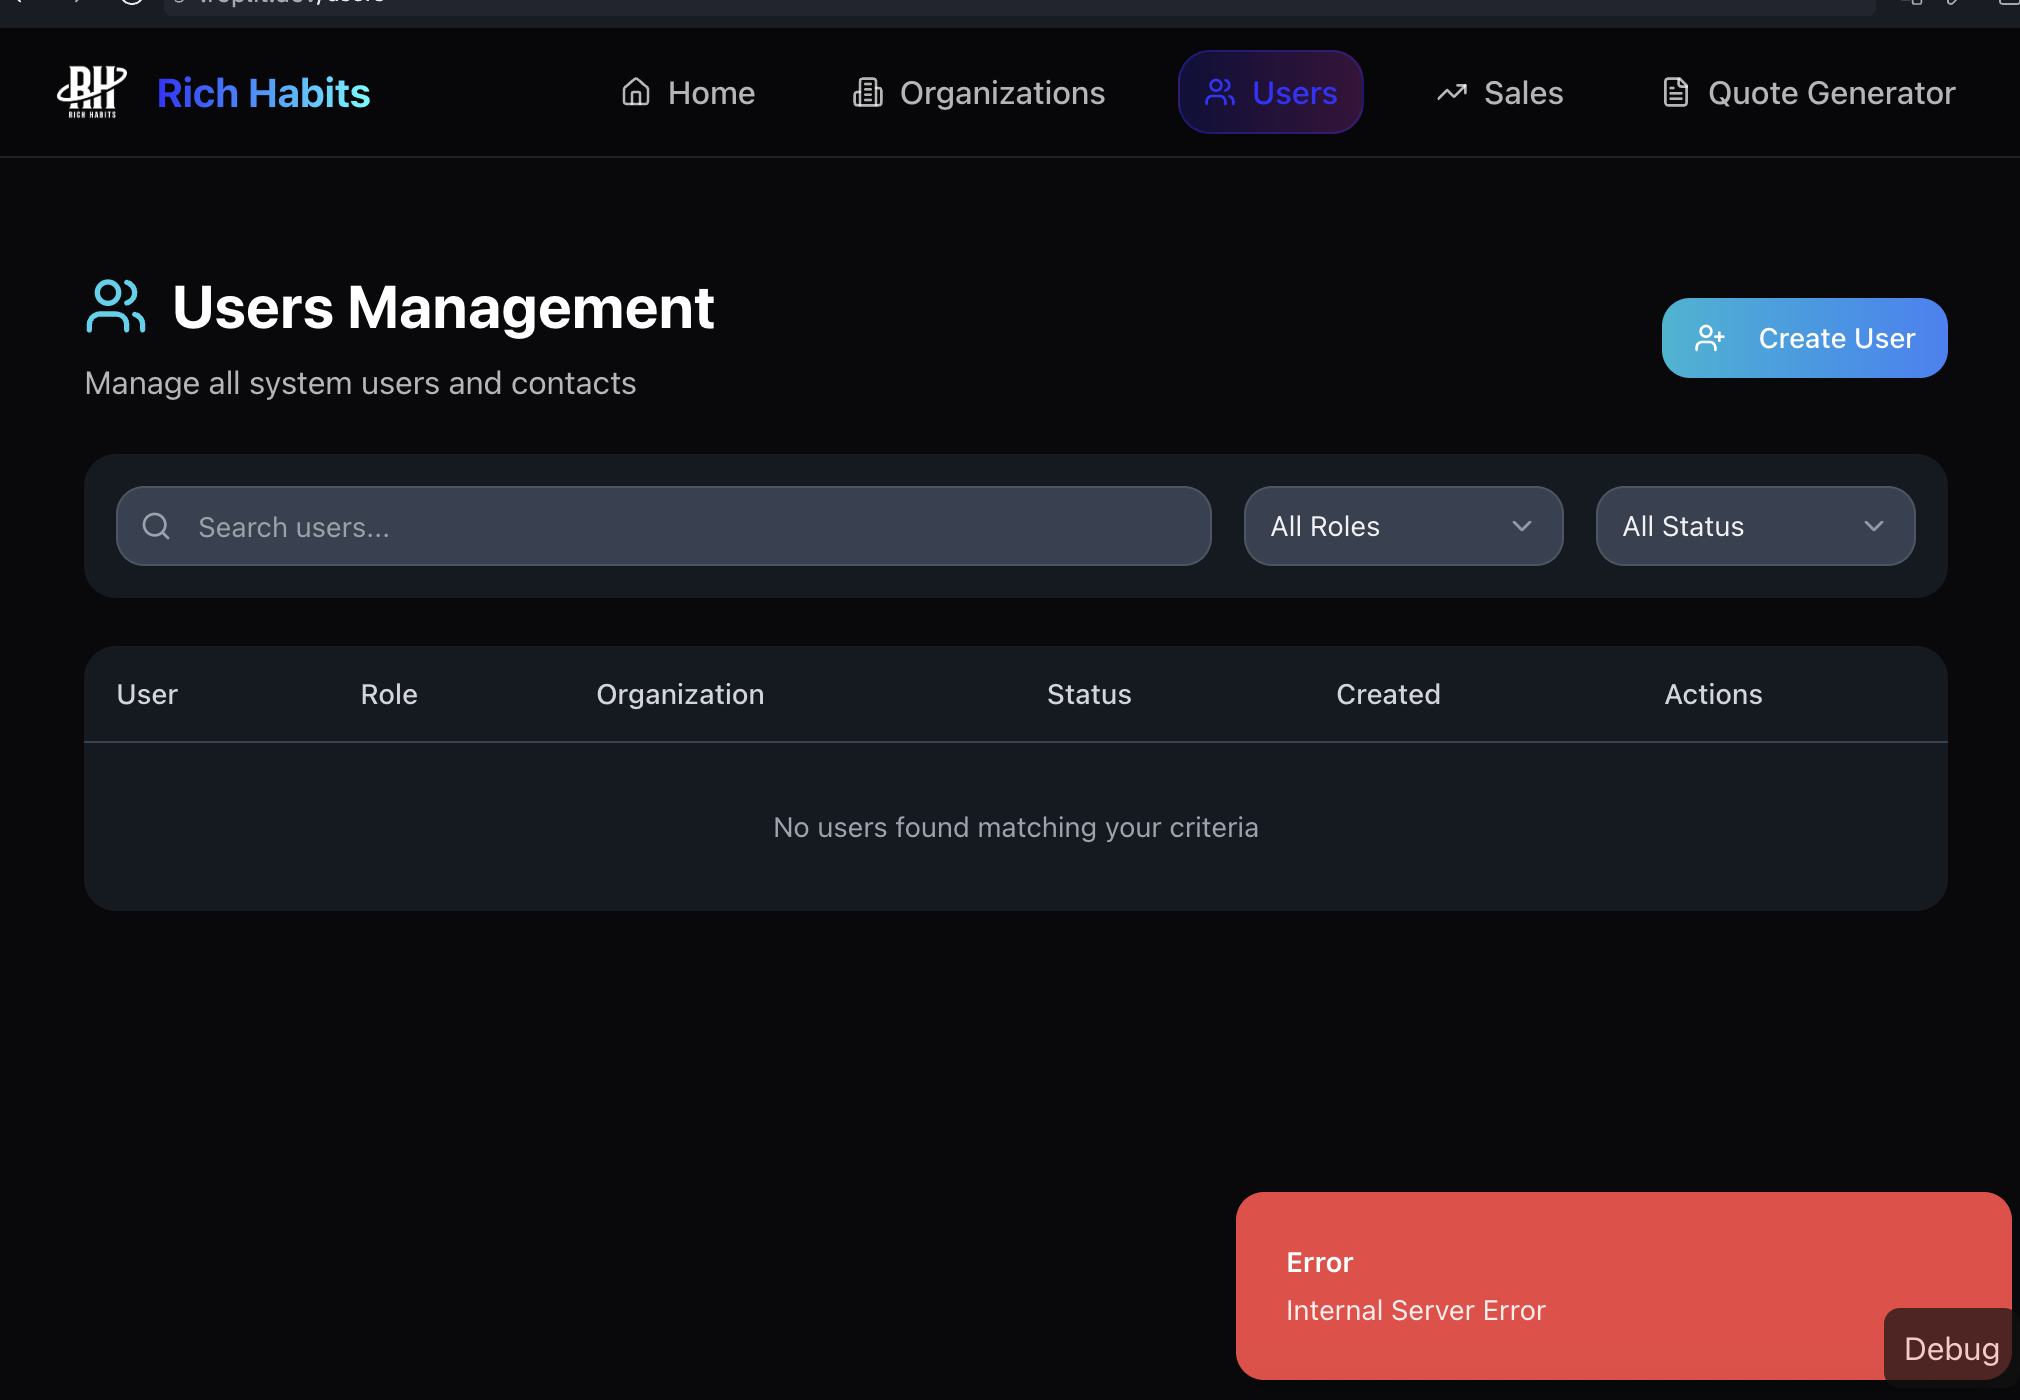 RH
RICH HABITS
Rich Habits
Home
Organizations
Users
Sales
Quote Generator
Users Management
Manage all system users and contacts
Create User
Search users...
All Roles
All Status
User
Role
Organization
Status
Created
Actions
No users found matching your criteria
Error
Internal Server Error
Debug